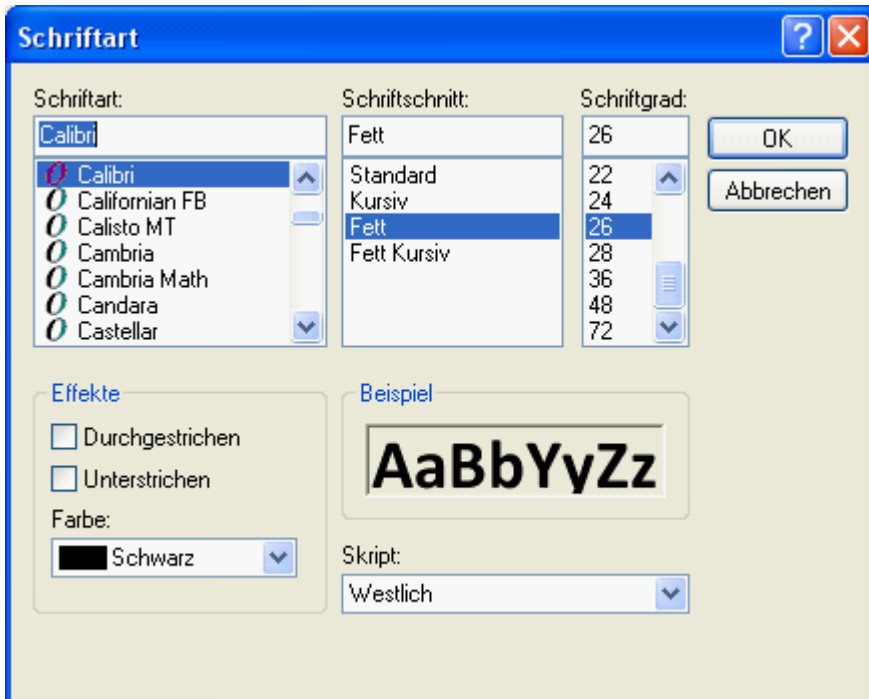 Schriftart
Schriftart:
Calibri
Calibri
Californian FB
Calisto MT
Cambria
Cambria Math
Candara
Castellar
Schriftschnitt:
Fett
Standard
Kursiv
Fett
Fett Kursiv
Schriftgrad:
26
22
24
26
28
36
48
72
OK
Abbrechen
Effekte
Durchgestrichen
Unterstrichen
Farbe:
Schwarz
Beispiel
AaBbYyZz
Skript:
Westlich